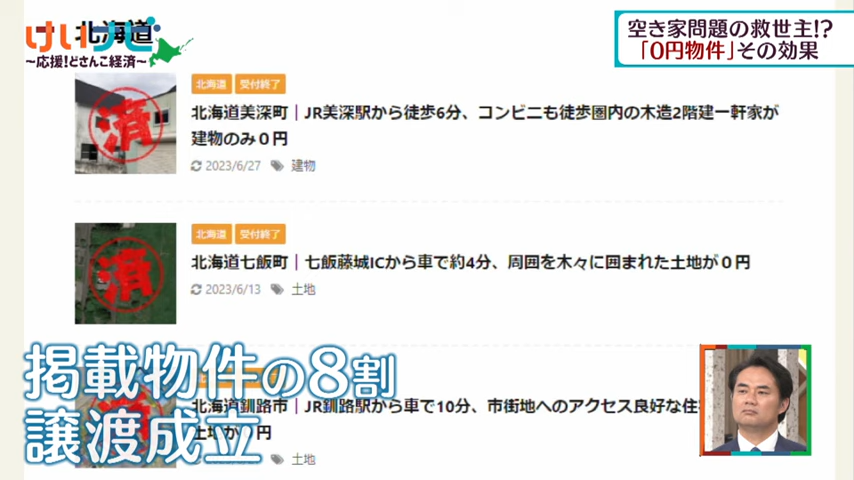 北海道
けいナビ
～応援!どさんこ経済～
空き家問題の救世主!?
「0円物件」その効果
北海道 受付終了
済
北海道美深町｜JR美深駅から徒歩6分、コンビニも徒歩圏内の木造2階建一軒家が
建物のみ０円
2023/6/27 建物
北海道 受付終了
済
北海道七飯町｜七飯藤城ICから車で約4分、周囲を木々に囲まれた土地が０円
2023/6/13 土地
掲載物件の8割
譲渡成立
北海道釧路市｜JR釧路駅から車で10分、市街地へのアクセス良好な住
土地が 円
土地